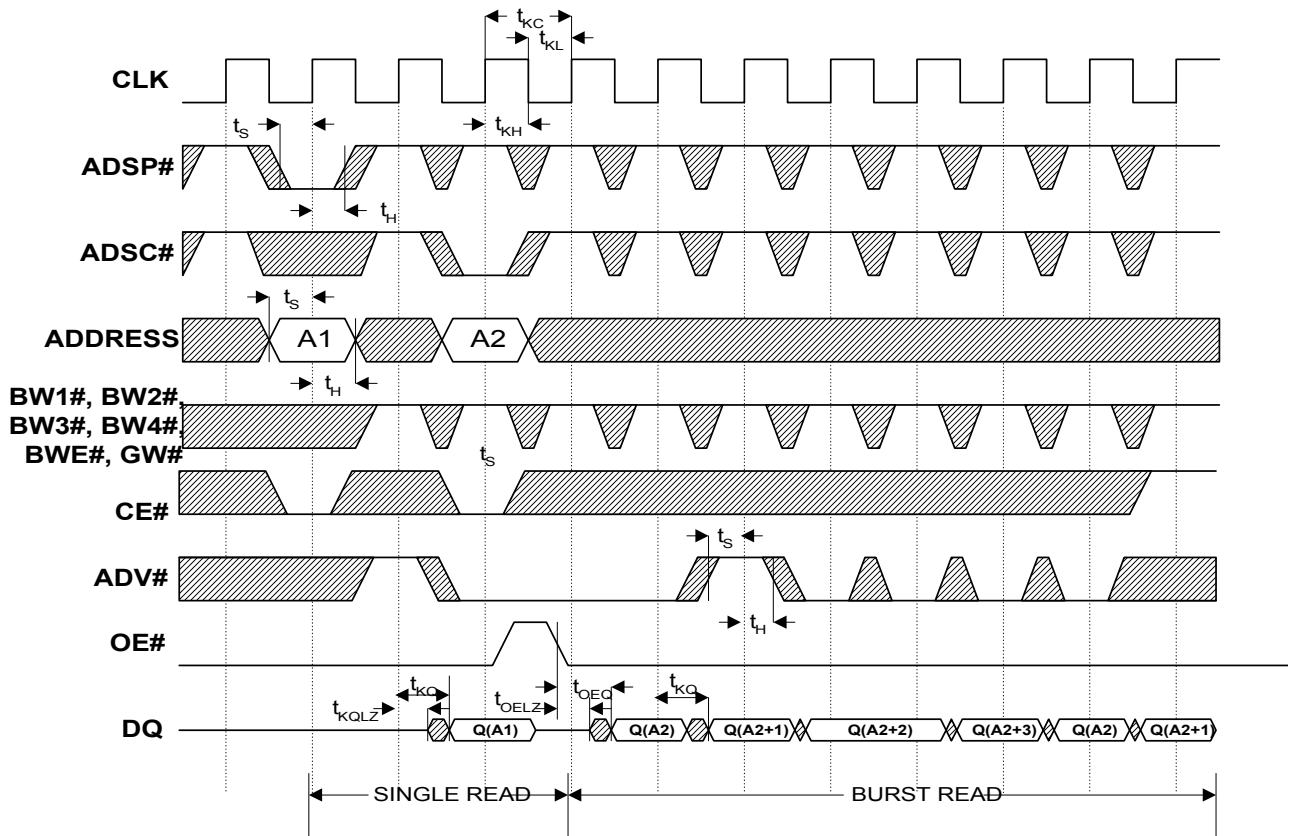 tKC
tKL
CLK
tS
tKH
ADSP#
tH
ADSC#
tS
ADDRESS
A1
A2
tH
BW1#, BW2#,
BW3#, BW4#,
BWE#, GW#
tS
CE#
tS
ADV#
tH
OE#
tKQ
tOEQ
tKQ
tKQLZ
tOELZ
DQ
Q(A1)
Q(A2)
Q(A2+1)
Q(A2+2)
Q(A2+3)
Q(A2)
Q(A2+1)
SINGLE READ
BURST READ